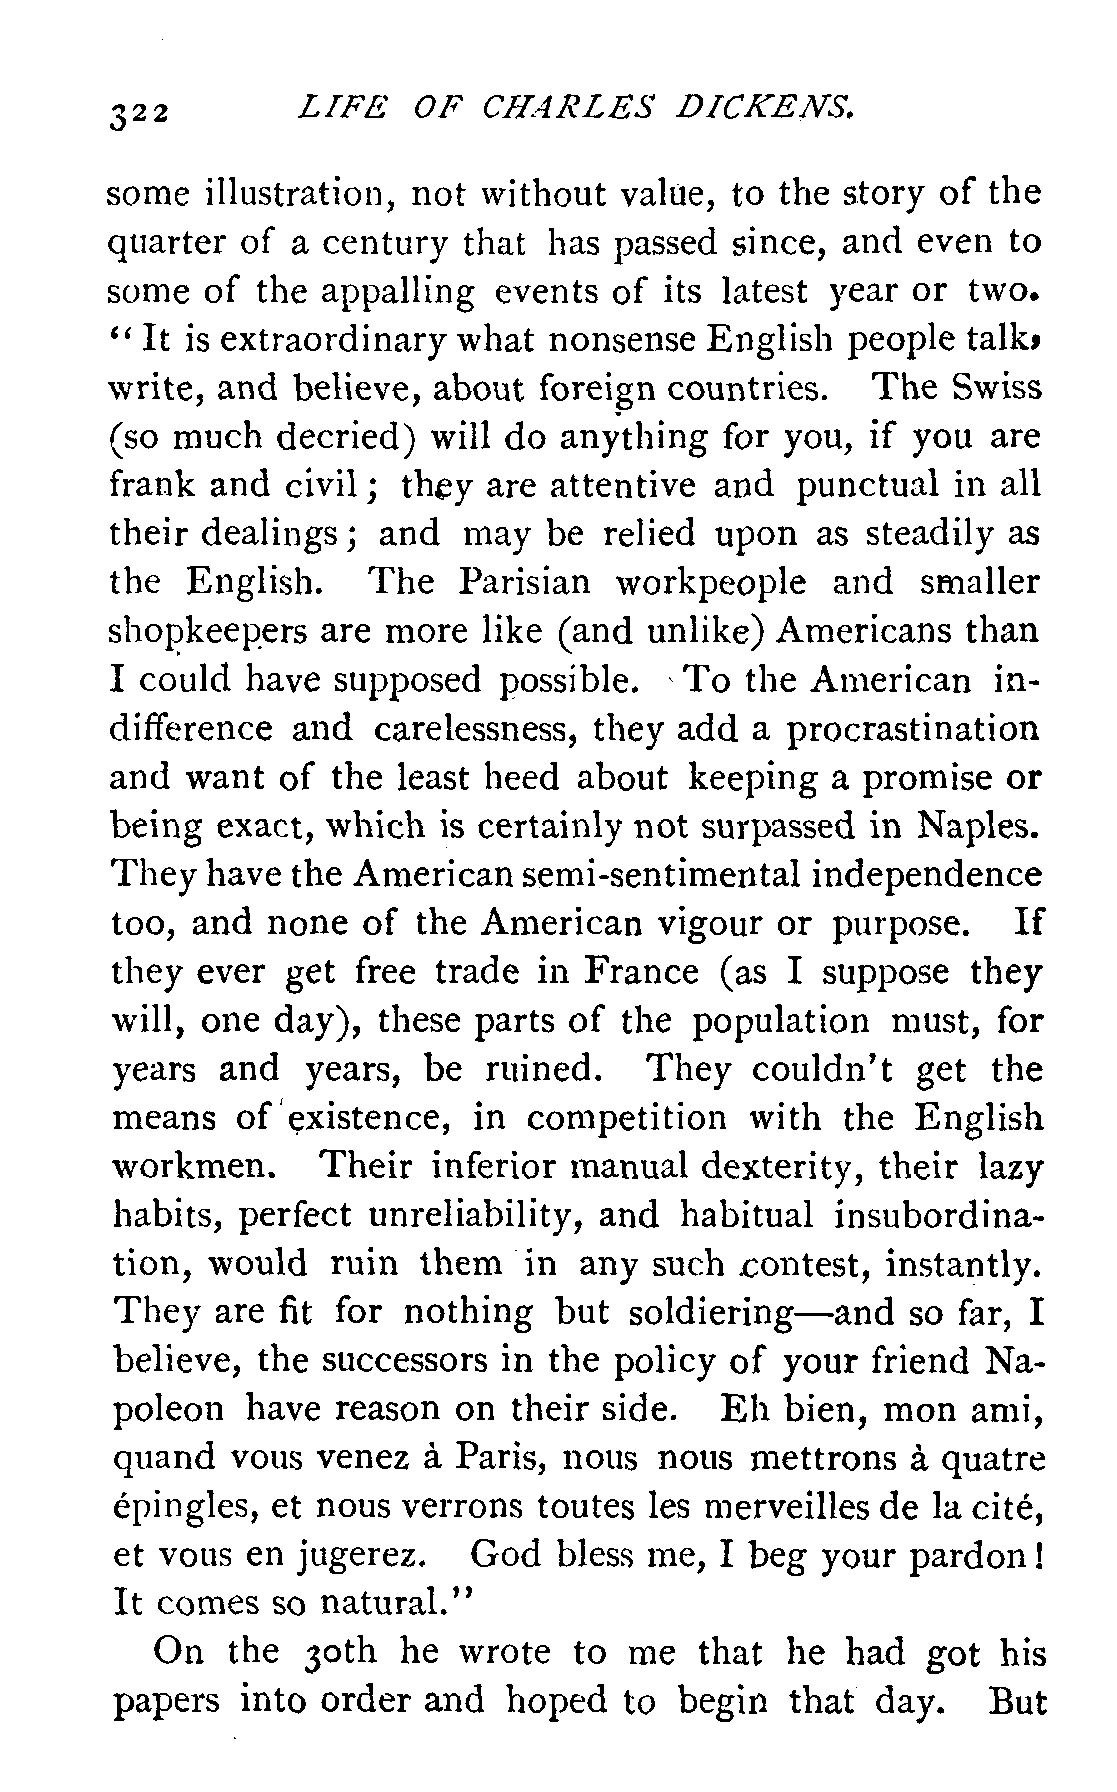 322 LIFE OF CHARLES DICKENS.
some illustration, not without value, to the story of the
quarter of a century that has passed since, and even to
some of the appalling events of its latest year or two.
“ It is extraordinary what nonsense English people talk,
write, and believe, about foreign countries. The Swiss
(so much decried) will do anything for you, if you are
frank and civil ; they are attentive and punctual in all
their dealings ; and may be relied upon as steadily as
the English. The Parisian workpeople and smaller
shopkeepers are more like (and unlike) Americans than
I could have supposed possible. To the American in-
difference and carelessness, they add a procrastination
and want of the least heed about keeping a promise or
being exact, which is certainly not surpassed in Naples.
They have the American semi-sentimental independence
too, and none of the American vigour or purpose. If
they ever get free trade in France (as I suppose they
will, one day), these parts of the population must, for
years and years, be ruined. They couldn't get the
means of existence, in competition with the English
workmen. Their inferior manual dexterity, their lazy
habits, perfect unreliability, and habitual insubordina-
tion, would ruin them in any such contest, instantly.
They are fit for nothing but soldiering—and so far, I
believe, the successors in the policy of your friend Na-
poleon have reason on their side. Eh bien, mon ami,
quand vous venez à Paris, nous nous mettrons à quatre
épingles, et nous verrons toutes les merveilles de la cité,
et vous en jugerez. God bless me, I beg your pardon !
It comes so natural.”
On the 30th he wrote to me that he had got his
papers into order and hoped to begin that day. But